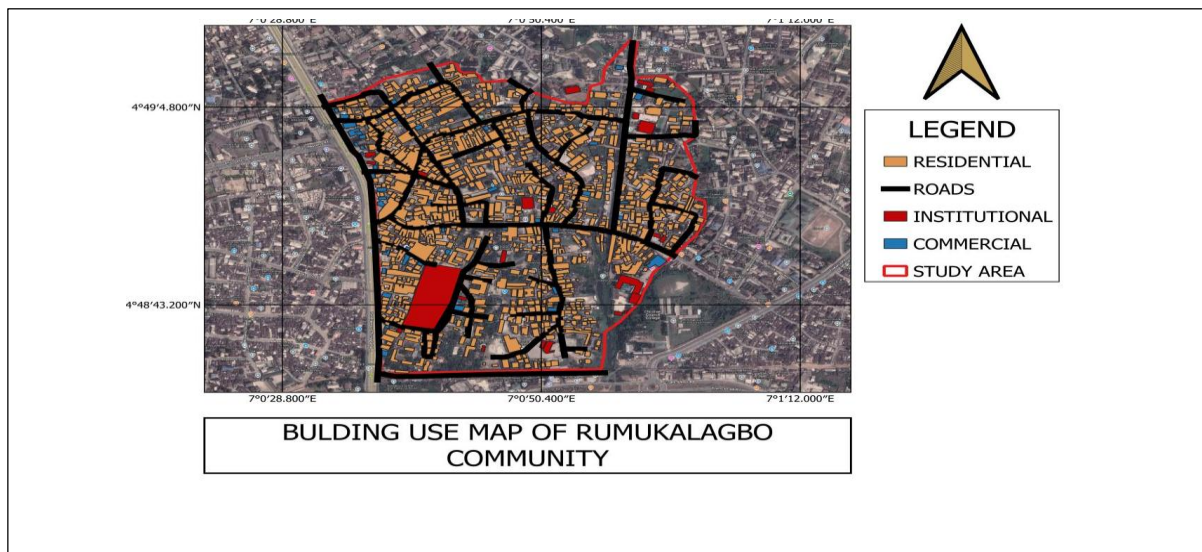 7°0′28.800″E 7°0′50.400″E 7°1′12.000″E
4°49′4.800″N
4°48′43.200″N
7°0′28.800″E 7°0′50.400″E 7°1′12.000″E
BULDING USE MAP OF RUMUKALAGBO
COMMUNITY
LEGEND
RESIDENTIAL
ROADS
INSTITUTIONAL
COMMERCIAL
STUDY AREA